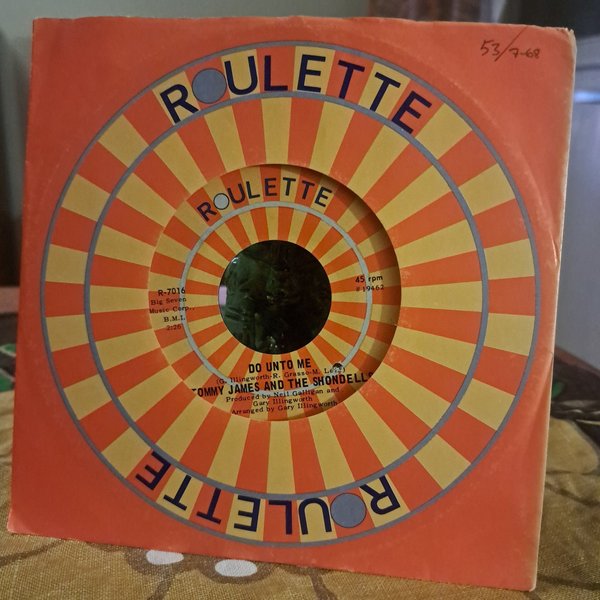 53/7-68
ROULETTE
ROULETTE
R-7016
Big Seven
Music Corp.
B.M.I.
2:26
45 rpm
# 19462
DO UNTO ME
(G. Illingworth-R. Grasso-M.
TOMMY JAMES AND THE SHONDELLS
Produced by Neil Galligan and
Gary Illingworth
Arranged by Gary Illingworth
ROULETTE